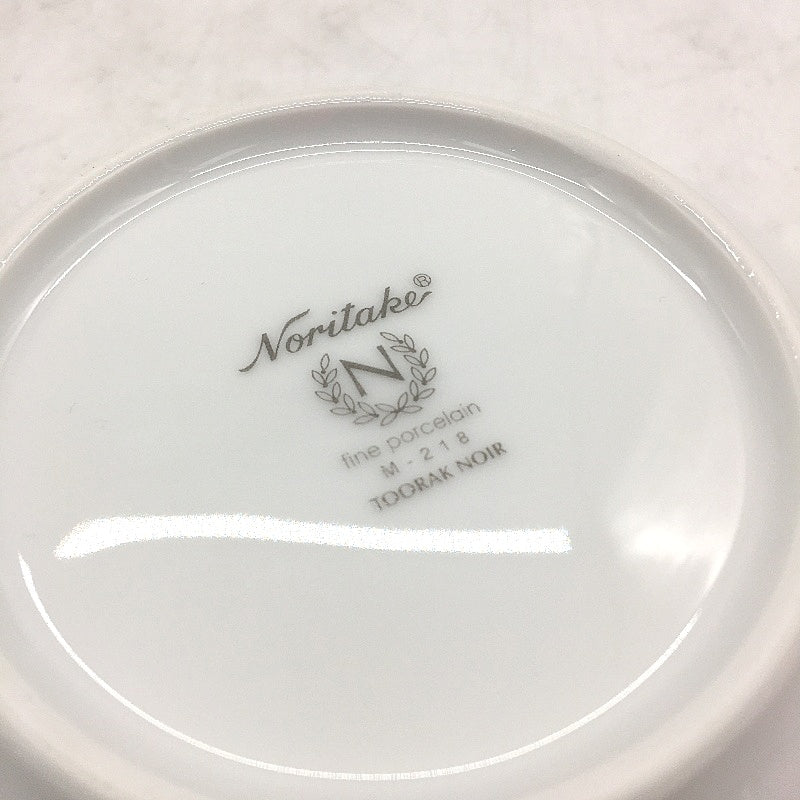 Noritake®
N
fine porcelain
M - 218
TOORAK NOIR